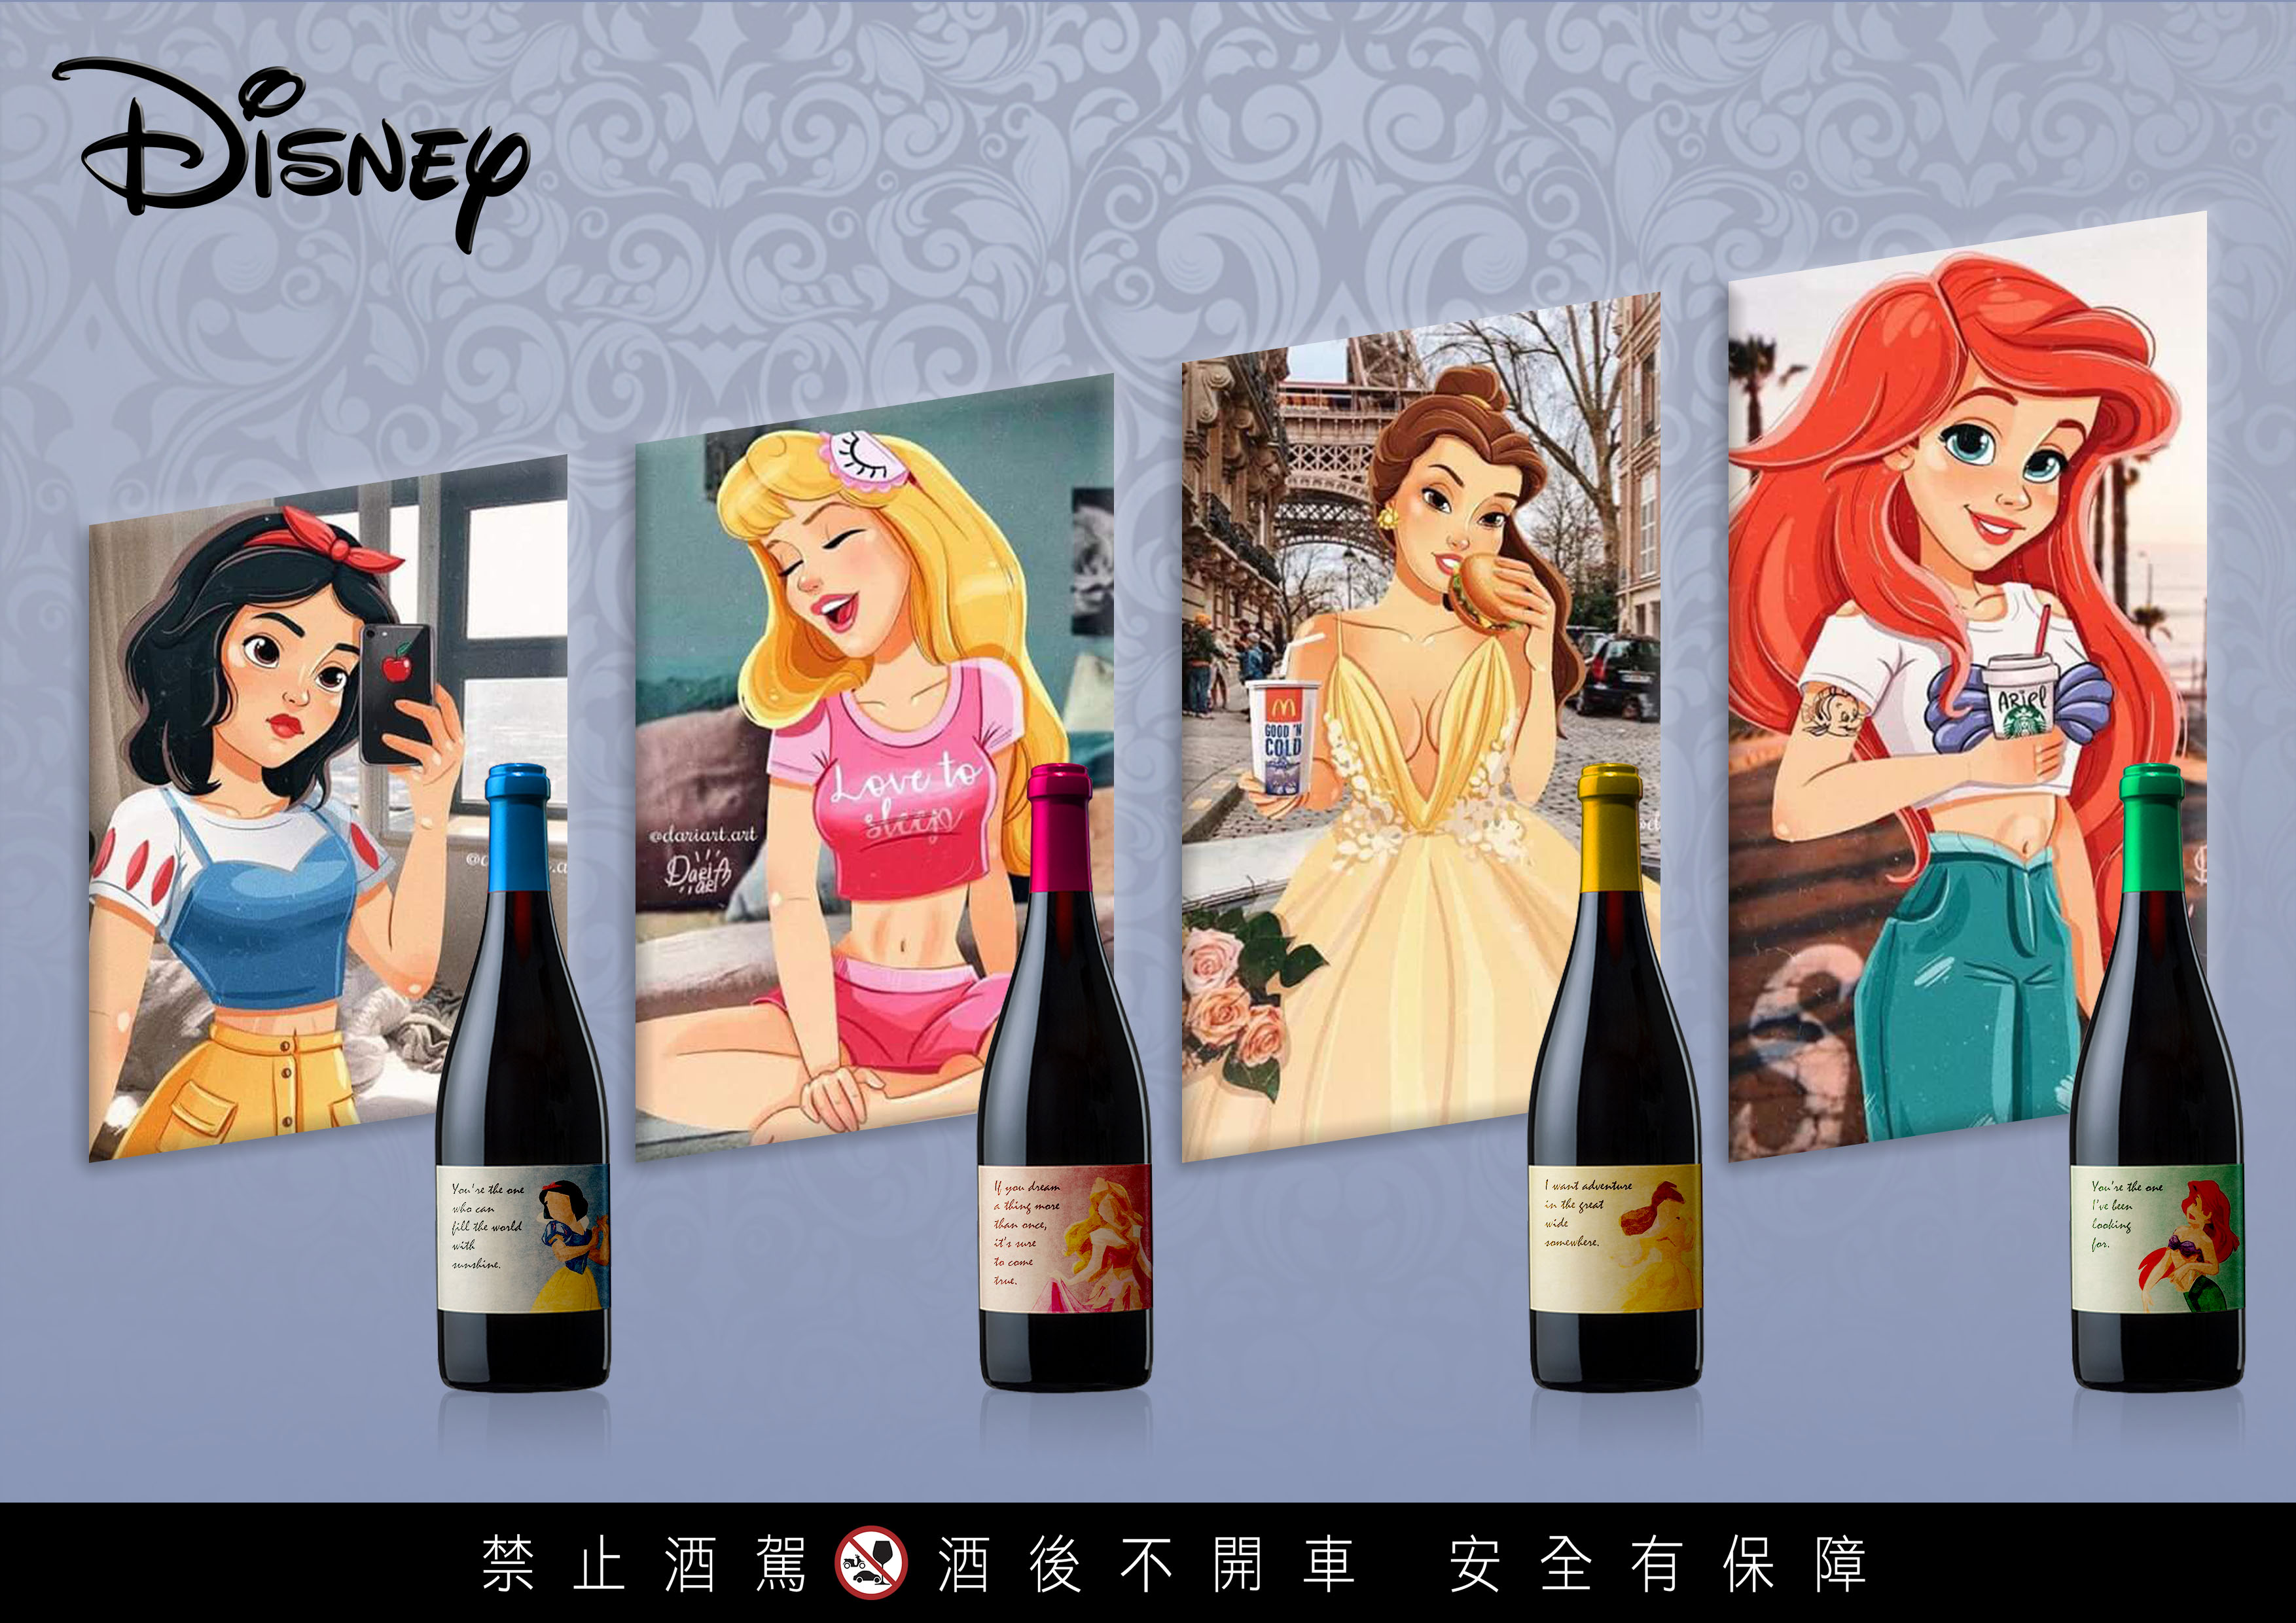 Disney
Love to
sleep
@dariart.art
GOOD 'N
COLD
Ariel
You're the one
who can
fill the world
with
sunshine.
If you dream
a thing more
than once,
it's sure
to come
true.
I want adventure
in the great
wide
somewhere.
You're the one
I've been
looking
for.
禁止酒駕 酒後不開車 安全有保障